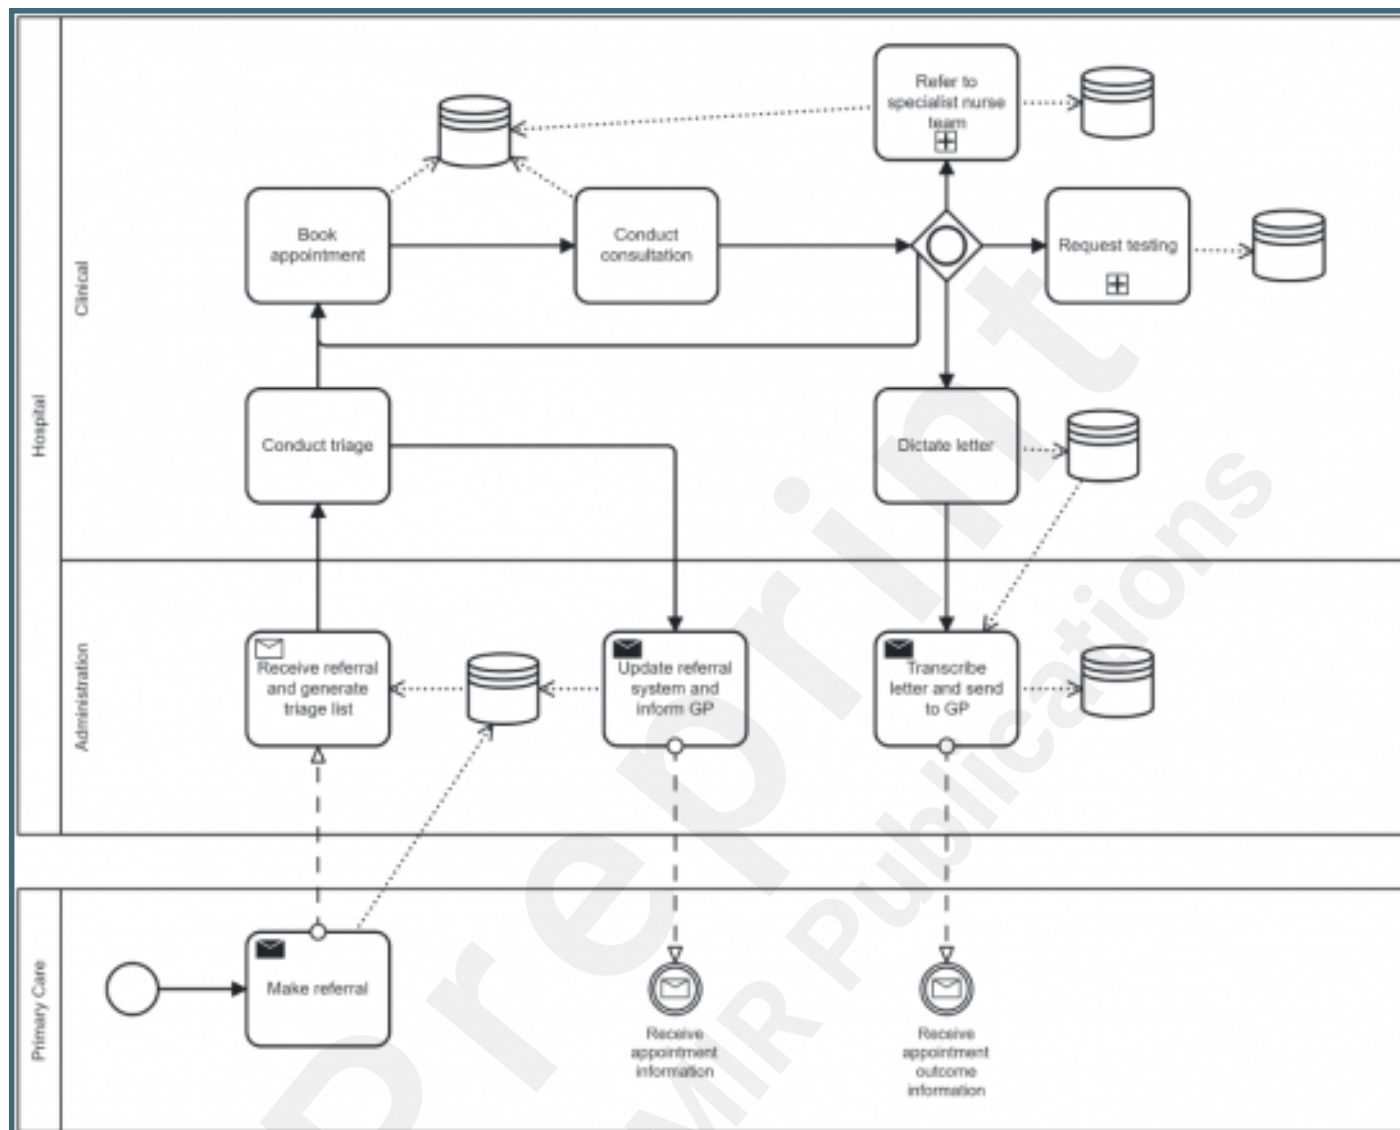 Hospital
Clinical
Refer to
specialist nurse
team
Book
appointment
Conduct
consultation
Request testing
Conduct triage
Dictate letter
Administration
Receive referral
and generate
triage list
Update referral
system and
inform GP
Transcribe
letter and send
to GP
Primary Care
Make referral
Receive
appointment
information
Receive
appointment
outcome
information
Preprint
MIR Publications